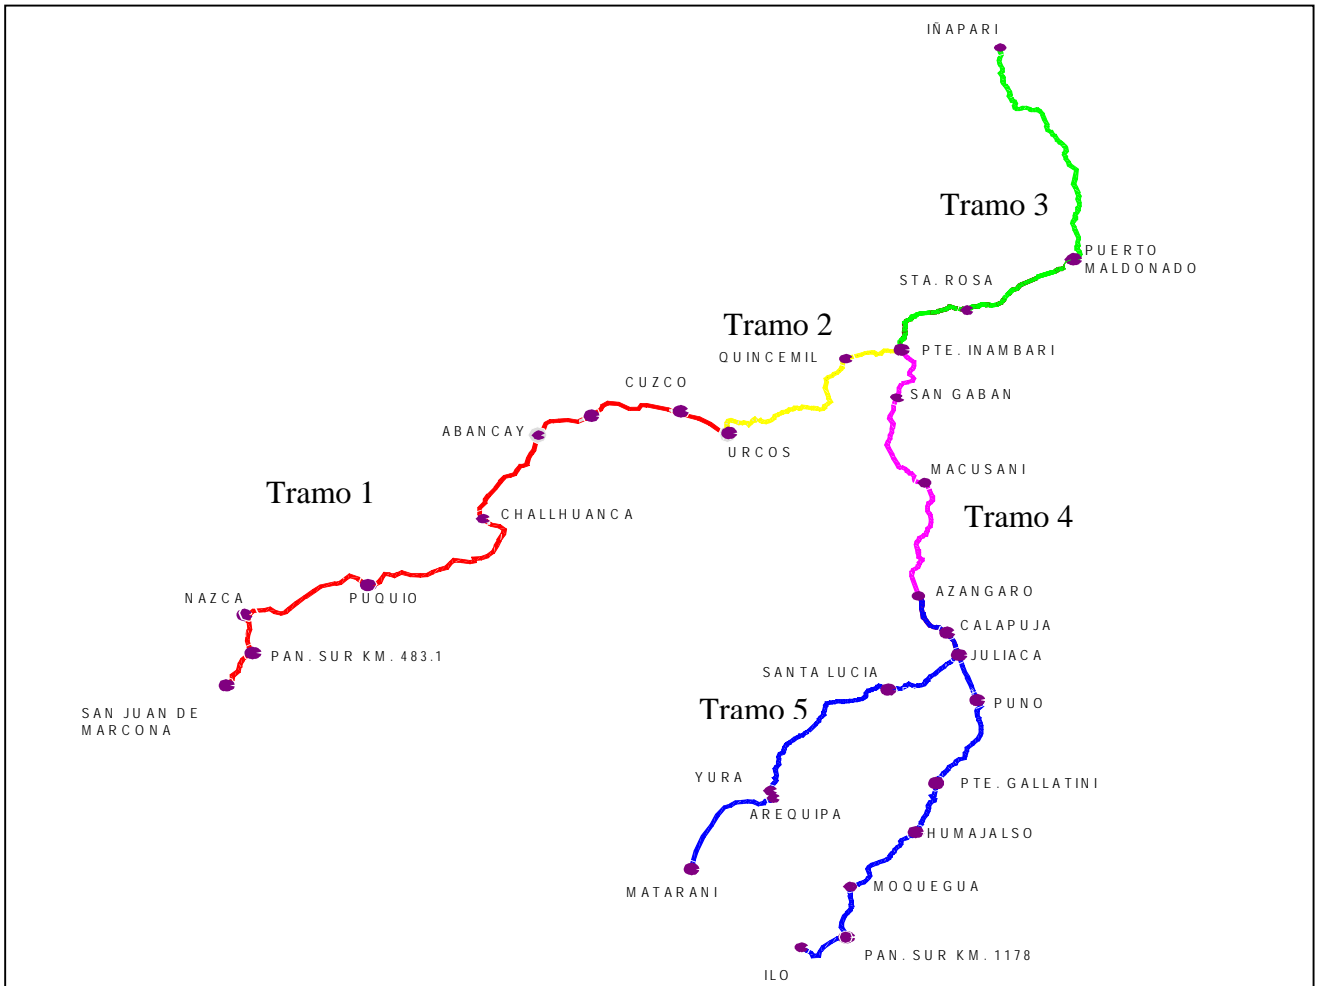 IÑAPARI
Tramo 3
PUERTO
MALDONADO
STA. ROSA
Tramo 2
QUINCEMIL
PTE. INAMBARI
CUZCO
SAN GABAN
ABANCAY
URCOS
MACUSANI
Tramo 1
CHALLHUANCA
Tramo 4
NAZCA
PUQUIO
AZANGARO
CALAPUJA
PAN. SUR KM. 483.1
JULIACA
SANTA LUCIA
SAN JUAN DE
MARCONA
Tramo 5
PUNO
YURA
PTE. GALLATINI
AREQUIPA
HUMAJALSO
MATARANI
MOQUEGUA
PAN. SUR KM. 1178
ILO